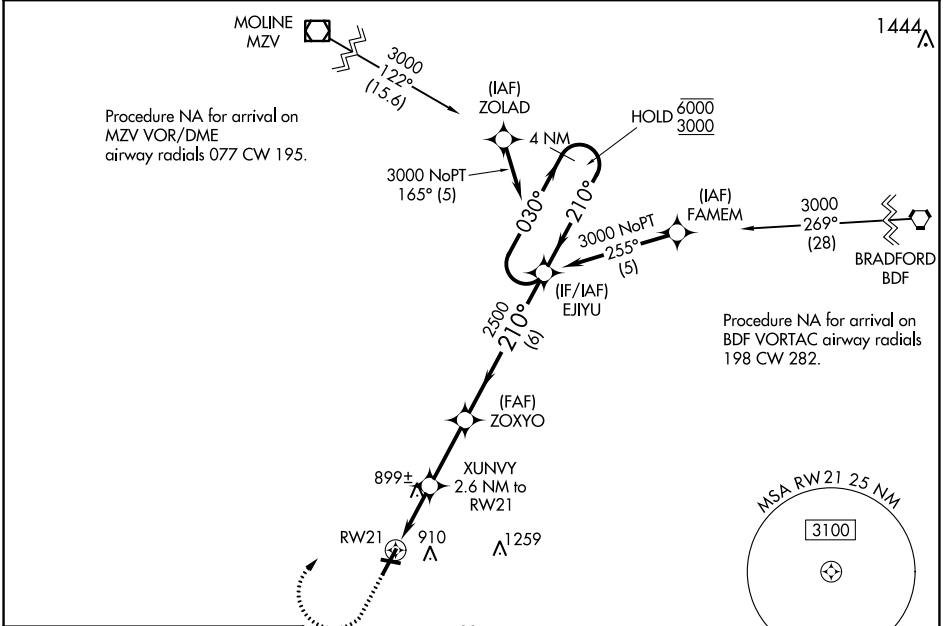 MOLINE
MZV
3000
122°
(15.6)
1444
Procedure NA for arrival on
MZV VOR/DME
airway radials 077 CW 195.
(IAF)
ZOLAD
4 NM
HOLD 6000
3000
3000 NoPT
165° (5)
030°
210°
(IAF)
FAMEM
3000 NoPT
255°
(5)
3000
269°
(28)
BRADFORD
BDF
(IF/IAF)
EJIYU
Procedure NA for arrival on
BDF VORTAC airway radials
198 CW 282.
2500
210°
(6)
(FAF)
ZOXYO
899±
XUNVY
2.6 NM to
RW21
RW21
910
1259
MSA RW21 25 NM
3100